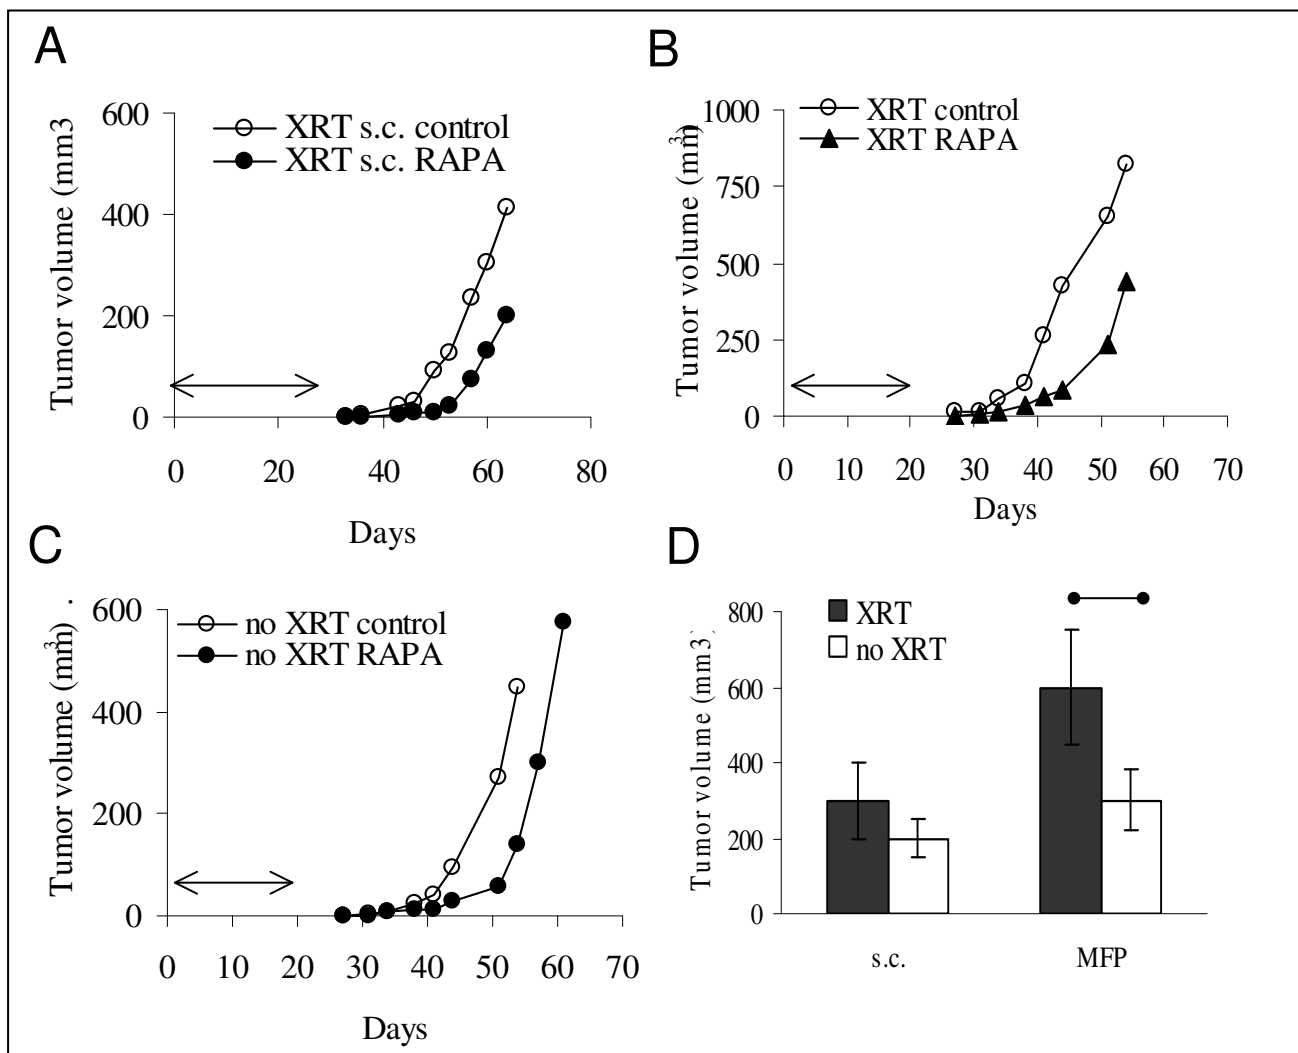 A
XRT s.c. control
XRT s.c. RAPA
Tumor volume (mm3
600
400
200
0
0 20 40 60 80
Days
B
XRT control
XRT RAPA
Tumor volume (mm3)
1000
750
500
250
0
0 10 20 30 40 50 60 70
Days
C
no XRT control
no XRT RAPA
Tumor volume (mm3) .
600
400
200
0
0 10 20 30 40 50 60 70
Days
D
XRT
no XRT
Tumor volume (mm3)
800
600
400
200
0
s.c. MFP